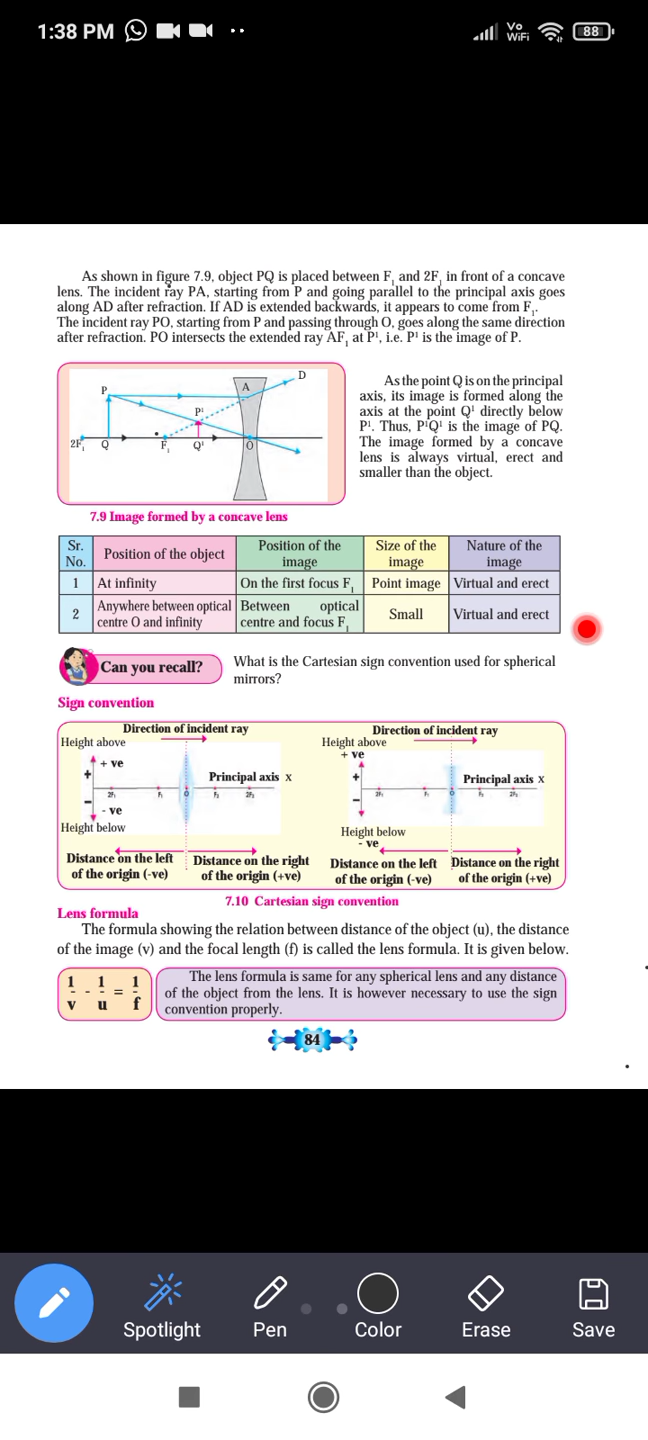 1:38 PM
Vo WiFi
88
As shown in figure 7.9, object PQ is placed between F₁ and 2F₁ in front of a concave
lens. The incident ray PA, starting from P and going parallel to the principal axis goes
along AD after refraction. If AD is extended backwards, it appears to come from F₁.
The incident ray PO, starting from P and passing through O, goes along the same direction
after refraction. PO intersects the extended ray AF₁ at P¹, i.e. P¹ is the image of P.
D
A
P
P¹
2F₁ Q F₁ Q¹ O
As the point Q is on the principal
axis, its image is formed along the
axis at the point Q¹ directly below
P¹. Thus, P¹Q¹ is the image of PQ.
The image formed by a concave
lens is always virtual, erect and
smaller than the object.
7.9 Image formed by a concave lens
Sr. No. Position of the object Position of the image Size of the image Nature of the image
1 At infinity On the first focus F₁ Point image Virtual and erect
2 Anywhere between optical centre O and infinity Between optical centre and focus F₁ Small Virtual and erect
Can you recall?
What is the Cartesian sign convention used for spherical
mirrors?
Sign convention
Direction of incident ray
Height above
+ ve
+
Principal axis x
2F₁ F₁ O F₂ 2F₂
-
- ve
Height below
Distance on the left
of the origin (-ve)
Distance on the right
of the origin (+ve)
Direction of incident ray
Height above
+ ve
+
Principal axis x
2F₁ F₁ O F₂ 2F₂
-
Height below
- ve
Distance on the left
of the origin (-ve)
Distance on the right
of the origin (+ve)
7.10 Cartesian sign convention
Lens formula
The formula showing the relation between distance of the object (u), the distance
of the image (v) and the focal length (f) is called the lens formula. It is given below.
1/v - 1/u = 1/f
The lens formula is same for any spherical lens and any distance
of the object from the lens. It is however necessary to use the sign
convention properly.
84
Spotlight
Pen
Color
Erase
Save